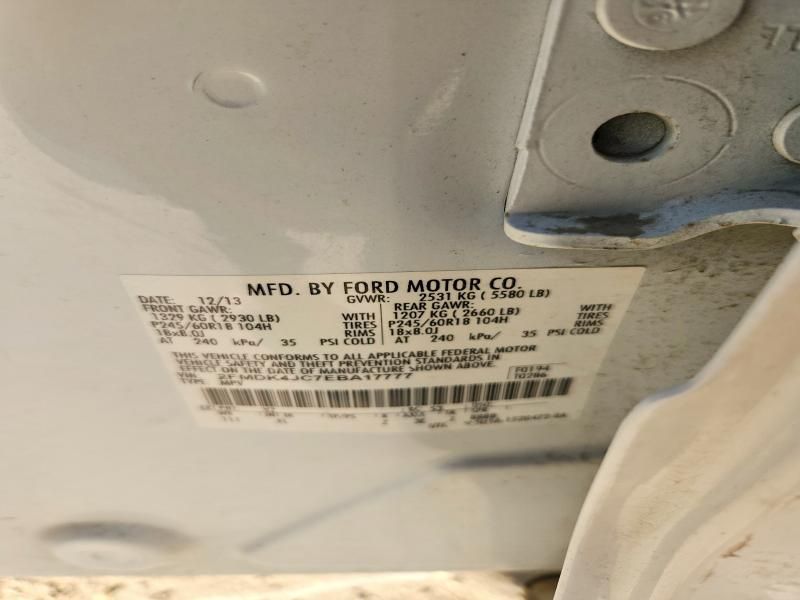 MFD. BY FORD MOTOR CO.
DATE: 12/13 GVWR: 2531 KG ( 5580 LB)
FRONT GAWR: REAR GAWR:
1329 KG ( 2930 LB) WITH 1207 KG ( 2660 LB) WITH
P245/60R18 104H TIRES P245/60R18 104H TIRES
18x8.0J RIMS 18x8.0J RIMS
AT 240 kPa/ 35 PSI COLD AT 240 kPa/ 35 PSI COLD
THIS VEHICLE CONFORMS TO ALL APPLICABLE FEDERAL MOTOR
VEHICLE SAFETY AND THEFT PREVENTION STANDARDS IN
EFFECT ON THE DATE OF MANUFACTURE SHOWN ABOVE.
VIN: 2FMDK4JC7EBA17777 F0194
TYPE: MPV T0286